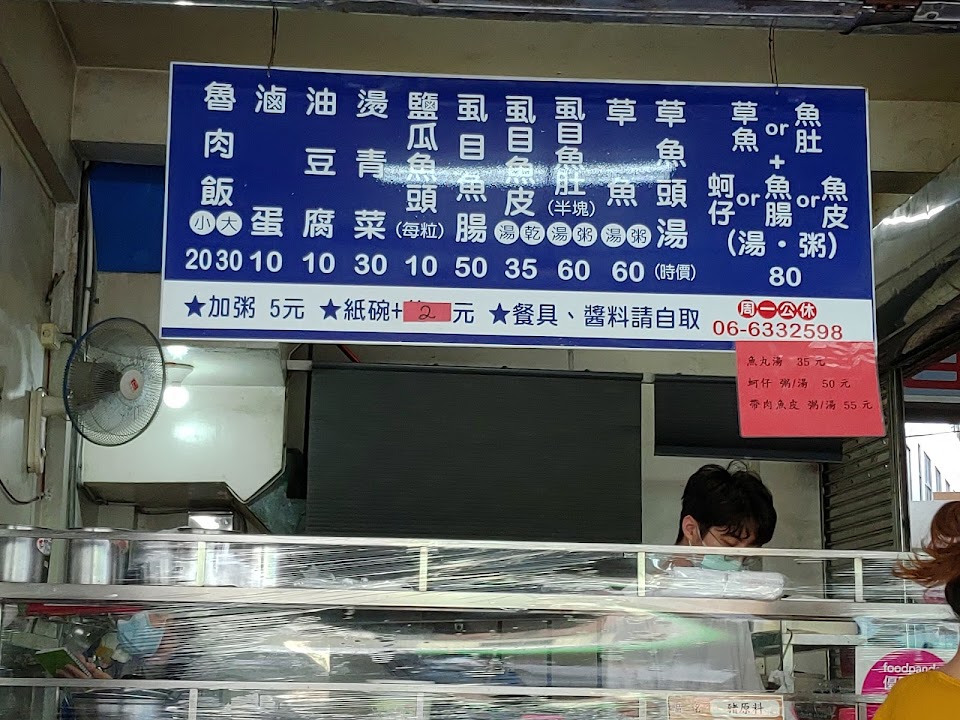 魯肉飯 小 大 20 30
滷蛋 10
油豆腐 10
燙青菜 30
鹽瓜魚頭(每粒) 10
虱目魚腸 50
虱目魚皮 湯 乾 35
虱目魚肚(半塊) 湯 粥 60
草魚 湯 粥 60
草魚頭湯 (時價)
草魚 or 魚肚
+
蚵仔 or 魚腸 or 魚皮
(湯・粥)
80
★加粥 5元 ★紙碗+2元 ★餐具、醬料請自取
週一公休
06-6332598
魚丸湯 35元
蚵仔 粥/湯 50元
帶肉魚皮 粥/湯 55元
foodpanda